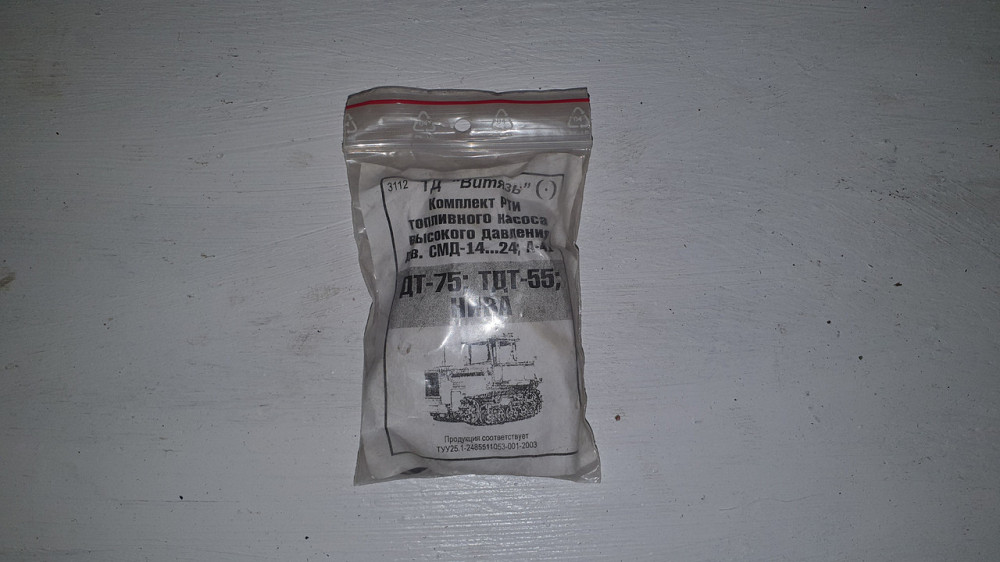 3112 ТД "Витязь"
Комплект РТИ
топливного насоса
высокого давления
дв. СМД-14...24; А-41
ДТ-75; ТДТ-55;
НИВА
Продукция соответствует
ТУУ25.1-2485511053-001-2003